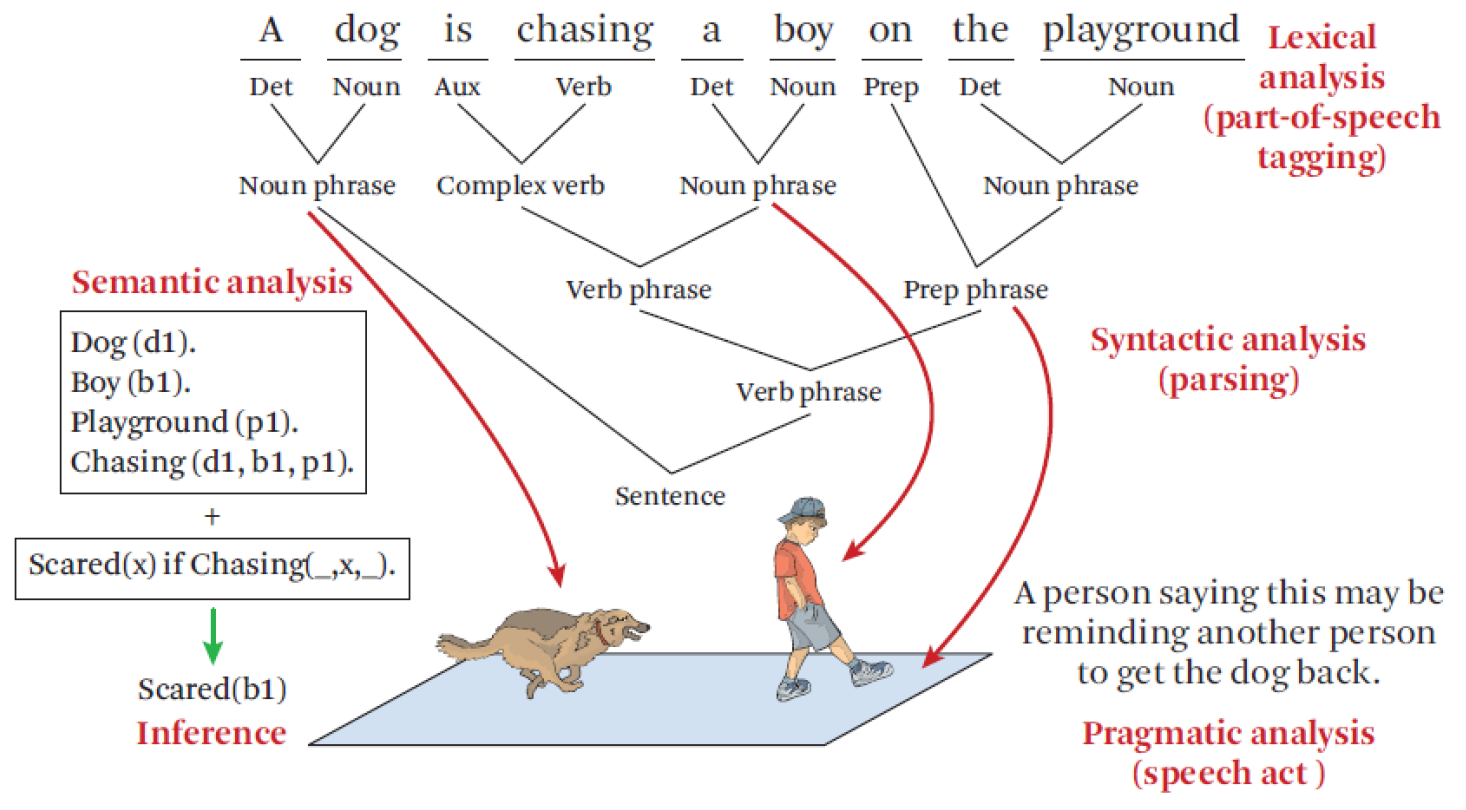 A dog is chasing a boy on the playground
Det Noun Aux Verb Det Noun Prep Det Noun
Lexical
analysis
(part-of-speech
tagging)
Noun phrase Complex verb Noun phrase Noun phrase
Semantic analysis
Verb phrase Prep phrase
Dog (d1).
Boy (b1).
Playground (p1).
Chasing (d1, b1, p1).
Syntactic analysis
(parsing)
Verb phrase
Sentence
+
Scared(x) if Chasing(_,x,_).
Scared(b1)
Inference
A person saying this may be
reminding another person
to get the dog back.
Pragmatic analysis
(speech act )